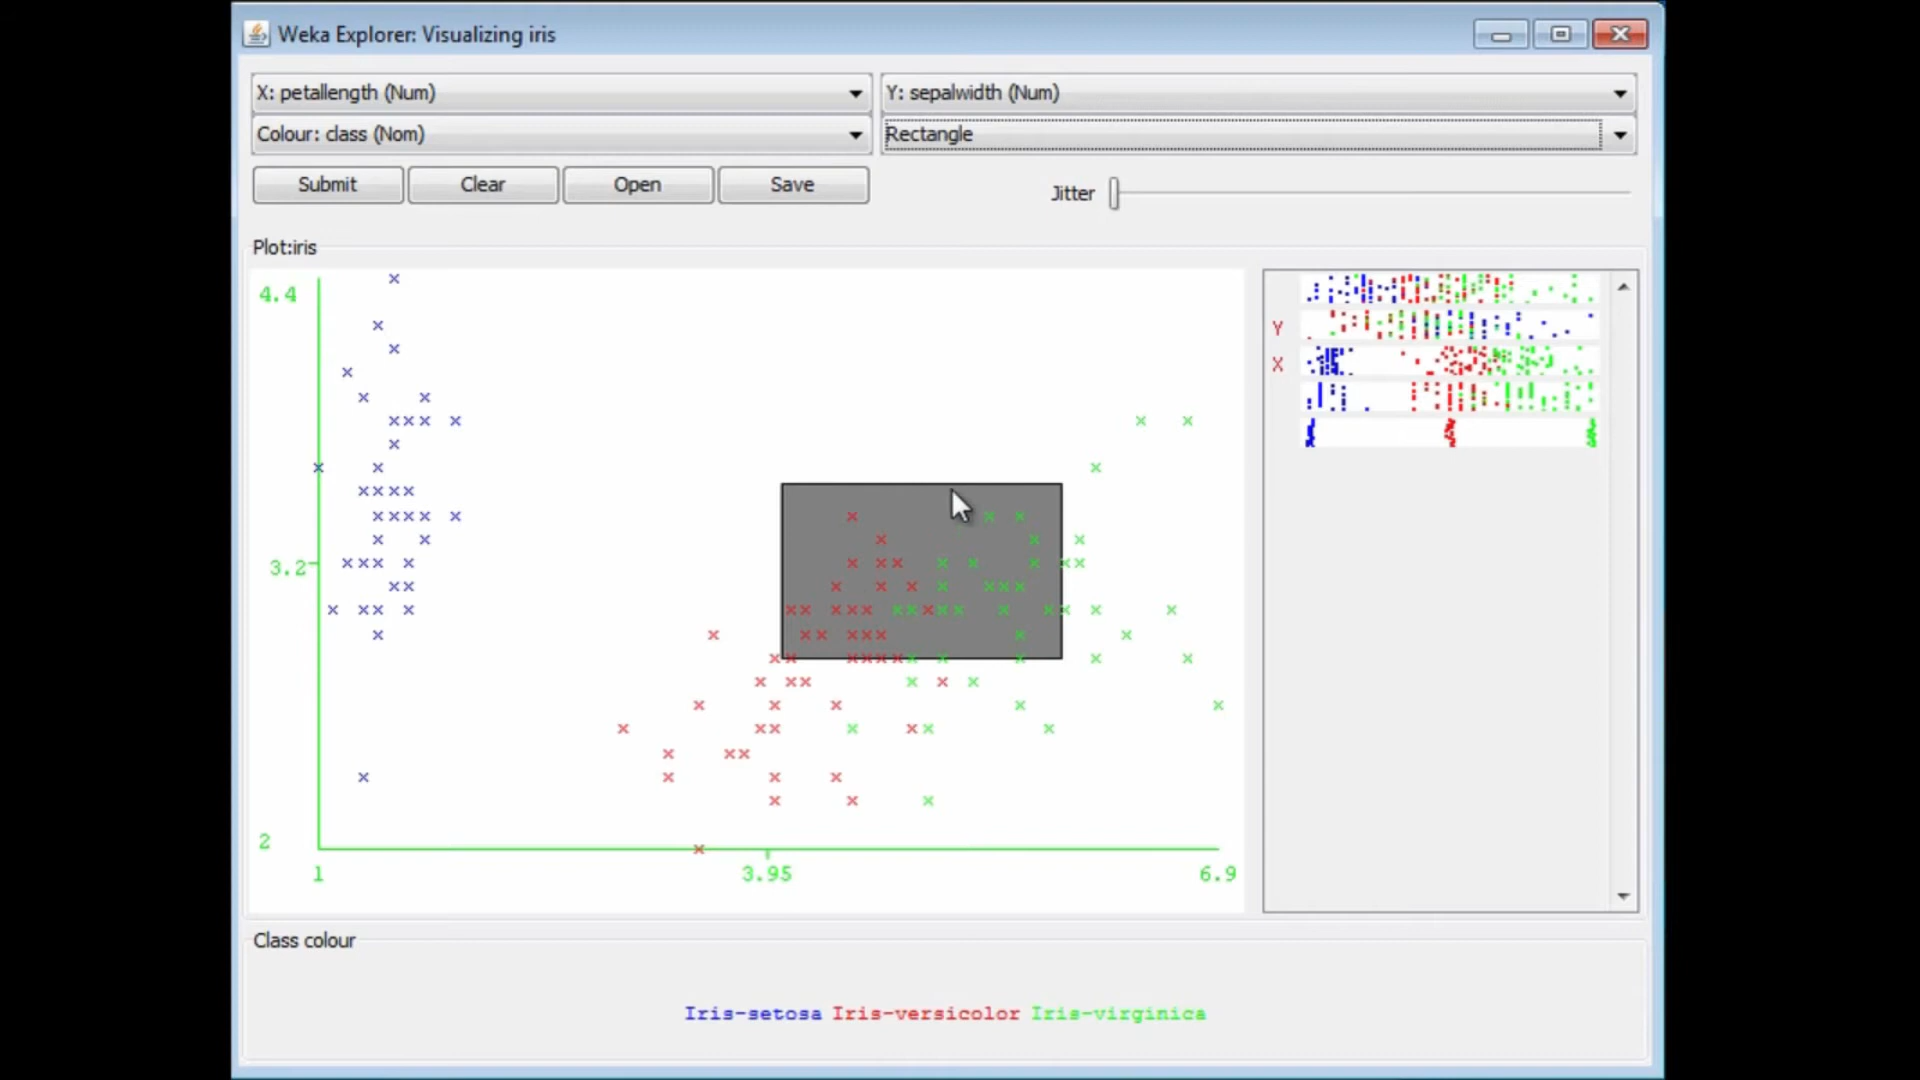 Weka Explorer: Visualizing iris
X: petallength (Num)
Y: sepalwidth (Num)
Colour: class (Nom)
Rectangle
Submit
Clear
Open
Save
Jitter
Plot:iris
4.4
3.2
2
1
3.95
6.9
Y
X
Class colour
Iris-setosa Iris-versicolor Iris-virginica